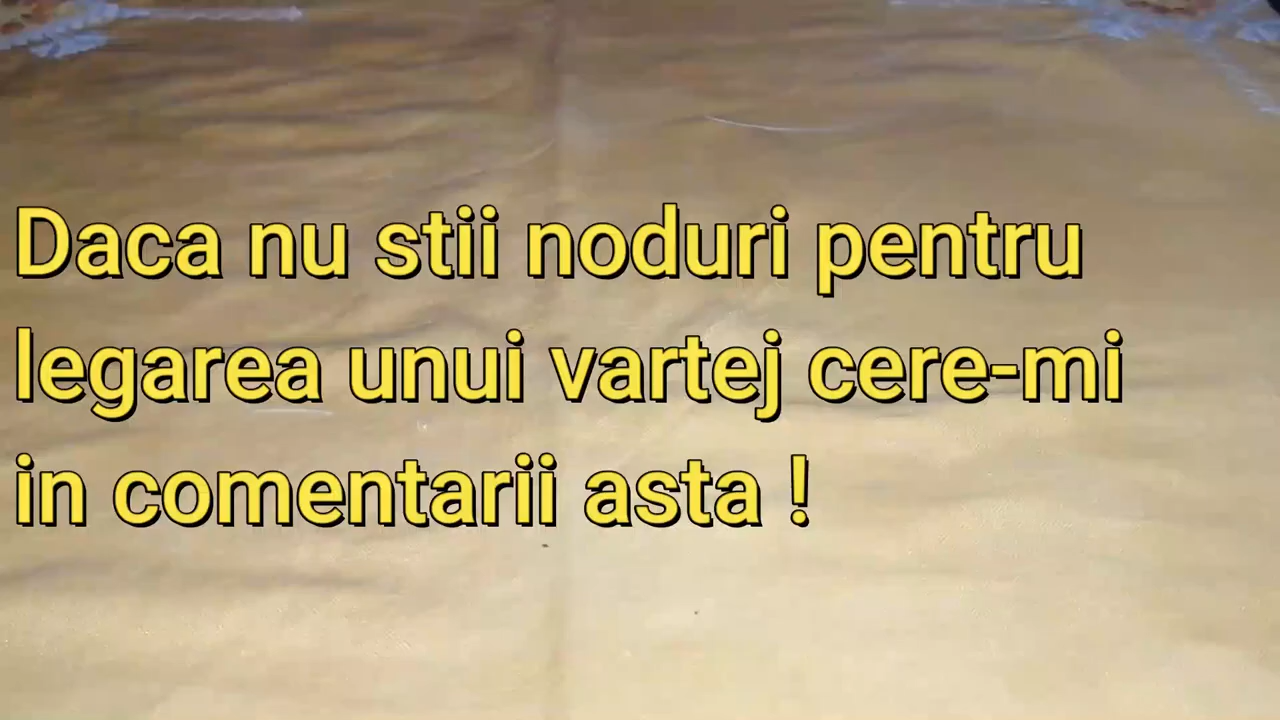 Daca nu stii noduri pentru
legarea unui vartej cere-mi
in comentarii asta !